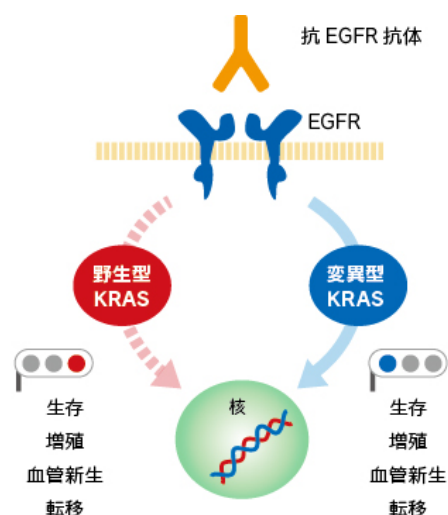 抗 EGFR 抗体
EGFR
野生型
KRAS
変異型
KRAS
核
生存
増殖
血管新生
転移
生存
増殖
血管新生
転移